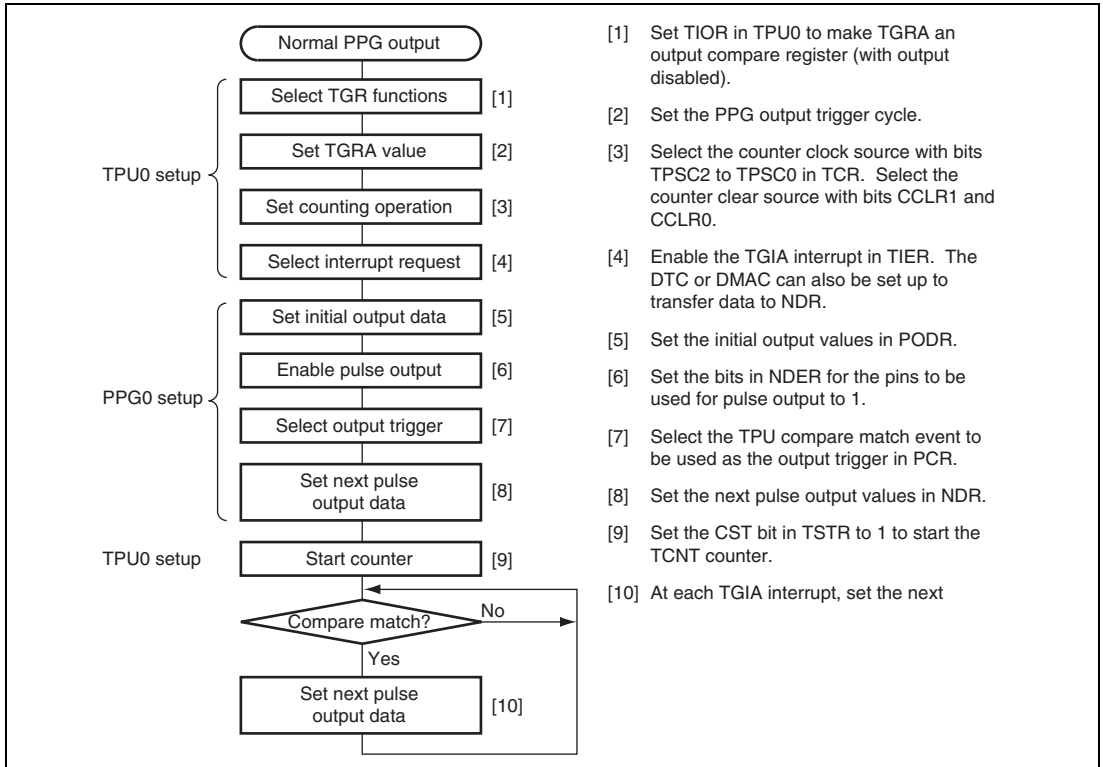 Normal PPG output
TPU0 setup
Select TGR functions [1]
Set TGRA value [2]
Set counting operation [3]
Select interrupt request [4]
PPG0 setup
Set initial output data [5]
Enable pulse output [6]
Select output trigger [7]
Set next pulse
output data [8]
TPU0 setup
Start counter [9]
Compare match?
No
Yes
Set next pulse
output data [10]
[1] Set TIOR in TPU0 to make TGRA an
output compare register (with output
disabled).
[2] Set the PPG output trigger cycle.
[3] Select the counter clock source with bits
TPSC2 to TPSC0 in TCR. Select the
counter clear source with bits CCLR1 and
CCLR0.
[4] Enable the TGIA interrupt in TIER. The
DTC or DMAC can also be set up to
transfer data to NDR.
[5] Set the initial output values in PODR.
[6] Set the bits in NDER for the pins to be
used for pulse output to 1.
[7] Select the TPU compare match event to
be used as the output trigger in PCR.
[8] Set the next pulse output values in NDR.
[9] Set the CST bit in TSTR to 1 to start the
TCNT counter.
[10] At each TGIA interrupt, set the next